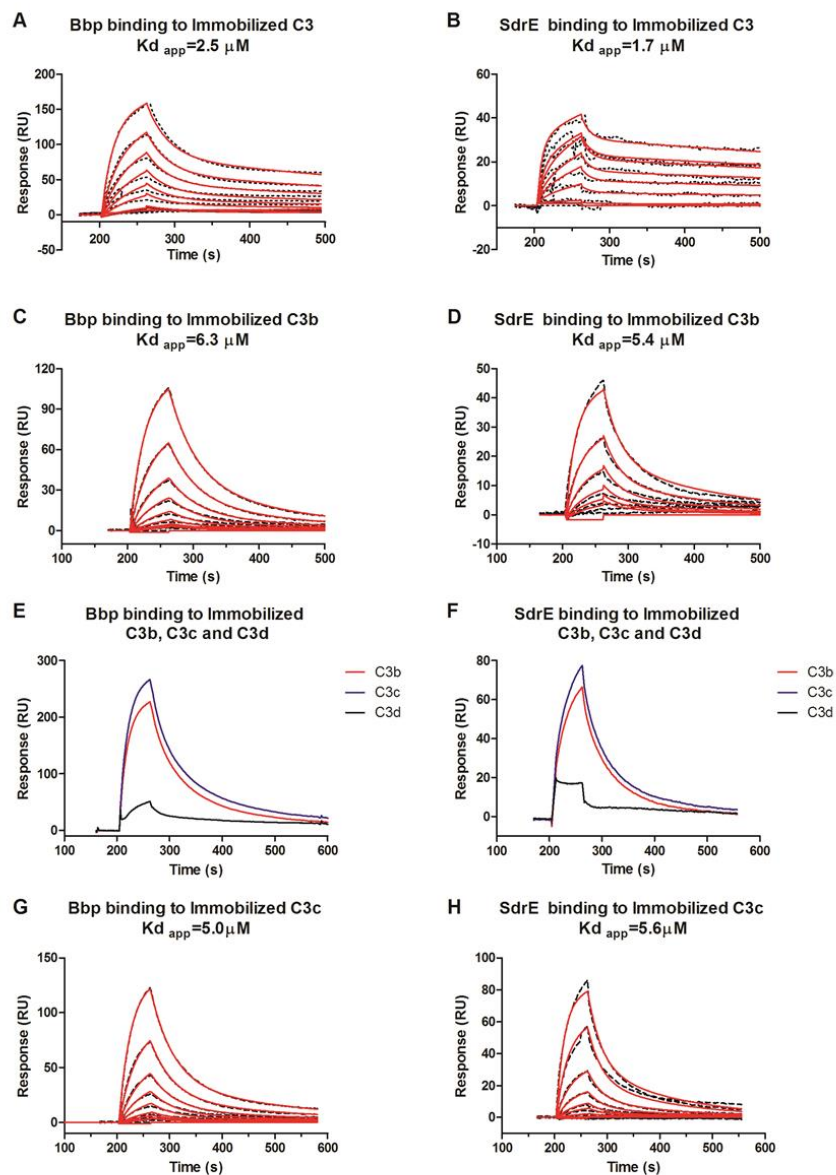 A
Bbp binding to Immobilized C3
Kd app=2.5 μM
Response (RU)
200
150
100
50
0
-50
200
300
400
500
Time (s)
B
SdrE binding to Immobilized C3
Kd app=1.7 μM
Response (RU)
60
40
20
0
-20
200
300
400
500
Time (s)
C
Bbp binding to Immobilized C3b
Kd app=6.3 μM
Response (RU)
120
90
60
30
0
100
200
300
400
500
Time (s)
D
SdrE binding to Immobilized C3b
Kd app=5.4 μM
Response (RU)
50
40
30
20
10
0
-10
100
200
300
400
500
Time (s)
E
Bbp binding to Immobilized
C3b, C3c and C3d
Response (RU)
300
200
100
0
100
200
300
400
500
600
Time (s)
C3b
C3c
C3d
F
SdrE binding to Immobilized
C3b, C3c and C3d
Response (RU)
80
60
40
20
0
100
200
300
400
500
600
Time (s)
C3b
C3c
C3d
G
Bbp binding to Immobilized C3c
Kd app=5.0μM
Response (RU)
150
100
50
0
100
200
300
400
500
600
Time (s)
H
SdrE binding to Immobilized C3c
Kd app=5.6μM
Response (RU)
100
80
60
40
20
0
100
200
300
400
500
600
Time (s)